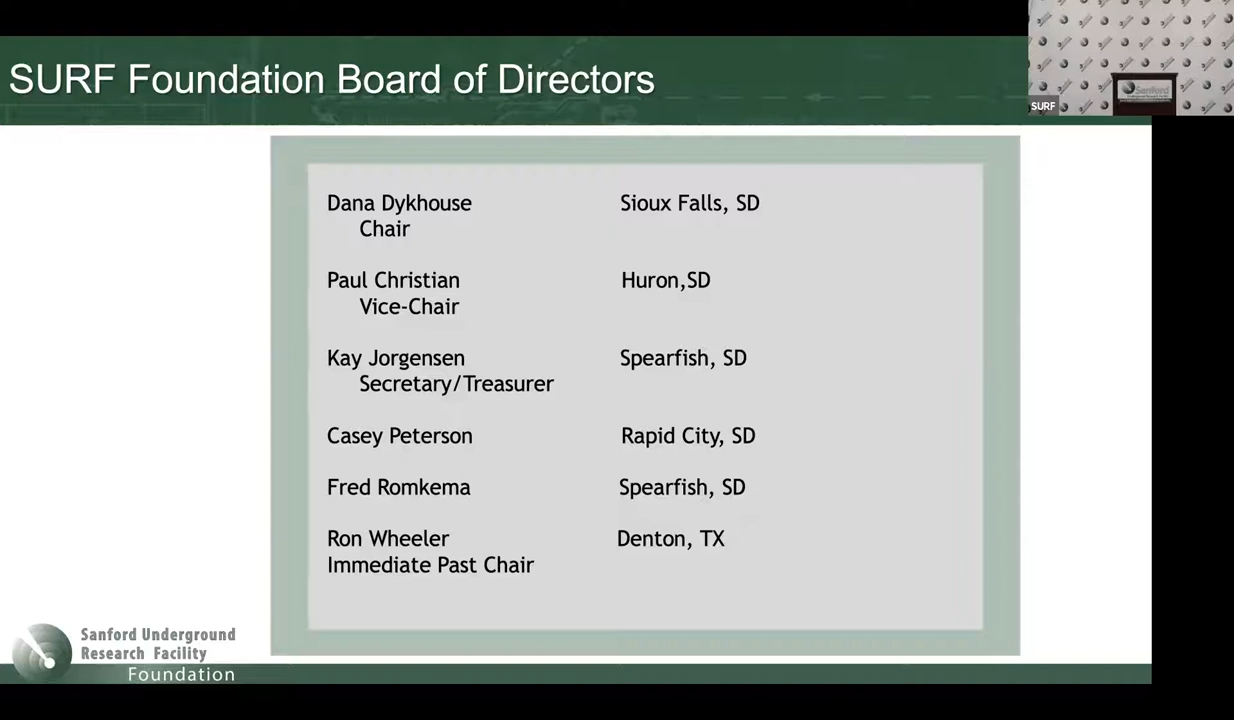 SURF Foundation Board of Directors
SURF
Sanford
Dana Dykhouse Sioux Falls, SD
Chair
Paul Christian Huron,SD
Vice-Chair
Kay Jorgensen Spearfish, SD
Secretary/Treasurer
Casey Peterson Rapid City, SD
Fred Romkema Spearfish, SD
Ron Wheeler Denton, TX
Immediate Past Chair
Sanford Underground
Research Facility
Foundation